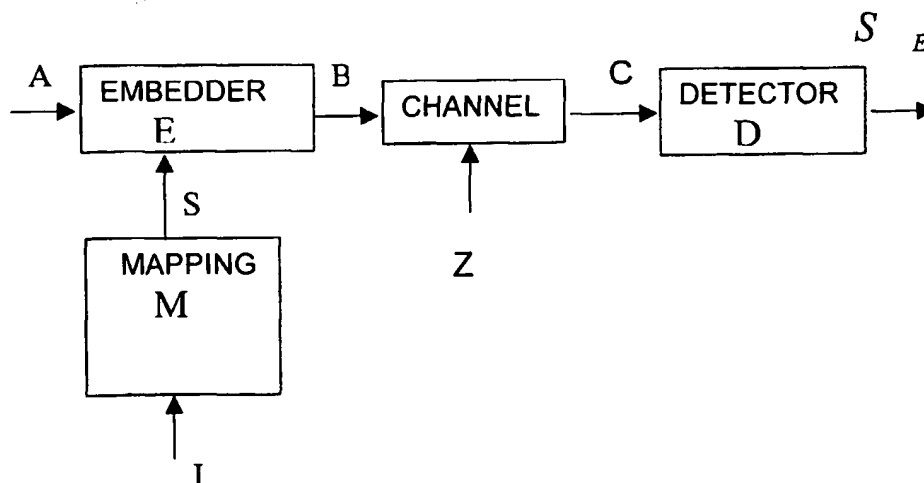 S E
A
EMBEDDER
E
B
CHANNEL
C
DETECTOR
D
S
Z
MAPPING
M
I